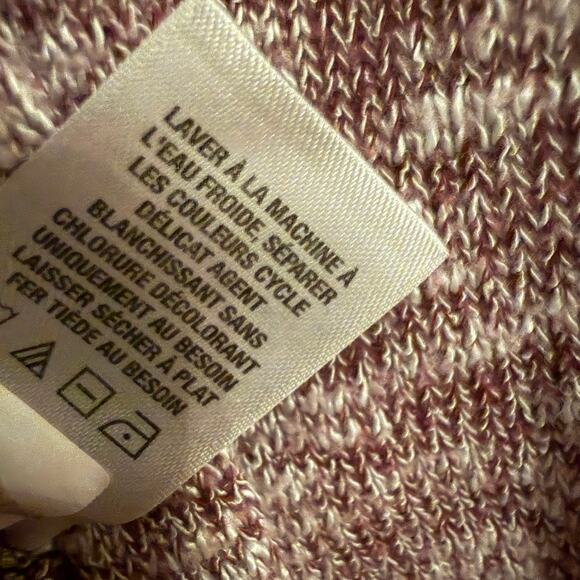 LAVER À LA MACHINE À
L'EAU FROIDE SÉPARER
LES COULEURS CYCLE
DÉLICAT AGENT
BLANCHISSANT SANS
CHLORURE DÉCOLORANT
UNIQUEMENT AU BESOIN
LAISSER SÉCHER À PLAT
FER TIÈDE AU BESOIN